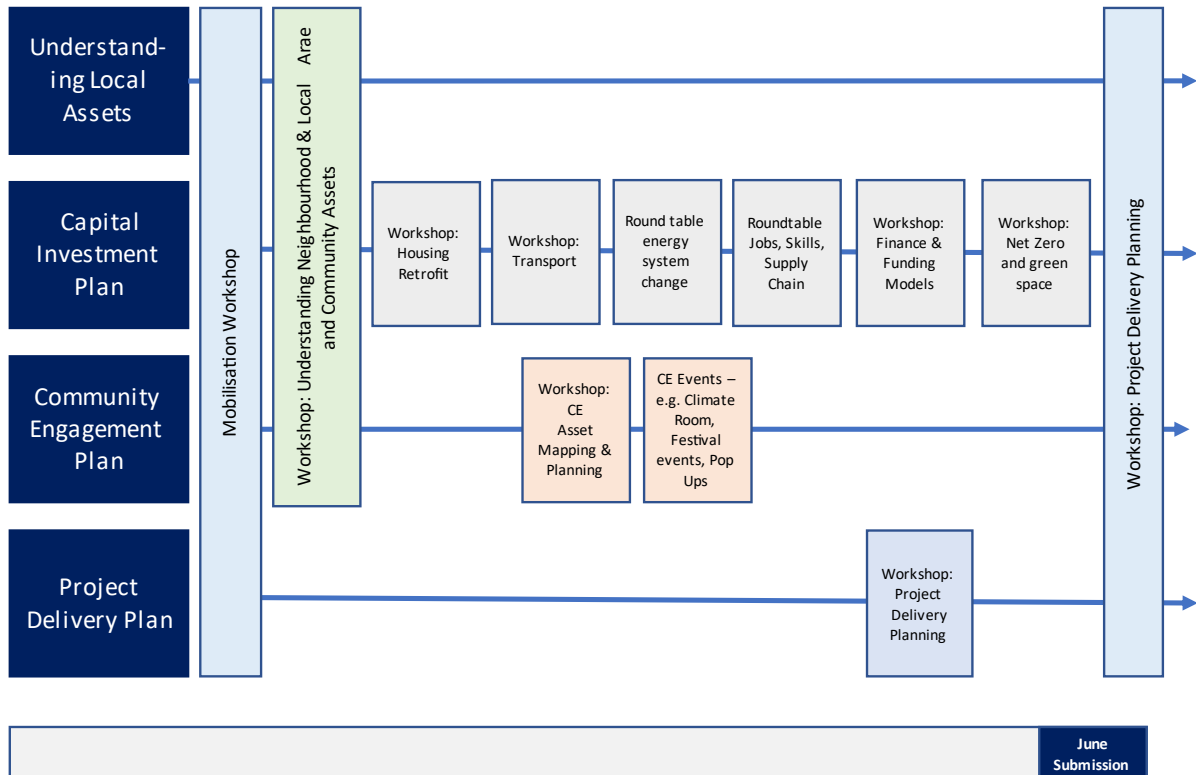 Understand-
ing Local
Assets
Mobilisation Workshop
Workshop: Understanding Neighbourhood & Local Arae
and Community Assets
Capital
Investment
Plan
Workshop:
Housing
Retrofit
Workshop:
Transport
Round table
energy
system
change
Roundtable
Jobs, Skills,
Supply
Chain
Workshop:
Finance &
Funding
Models
Workshop:
Net Zero
and green
space
Workshop: Project Delivery Planning
Community
Engagement
Plan
Workshop:
CE
Asset
Mapping &
Planning
CE Events –
e.g. Climate
Room,
Festival
events, Pop
Ups
Project
Delivery Plan
Workshop:
Project
Delivery
Planning
June
Submission